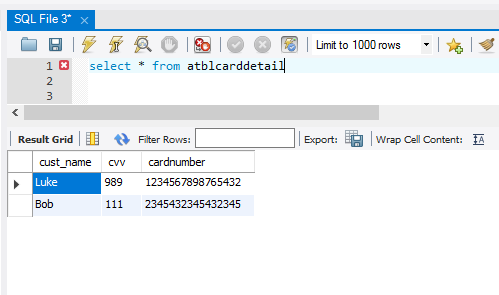 SQL File 3*
Limit to 1000 rows
1 select * from atblcarddetail
2
3
Result Grid Filter Rows: Export: Wrap Cell Content: IA
cust_name cvv cardnumber
Luke 989 1234567898765432
Bob 111 2345432345432345